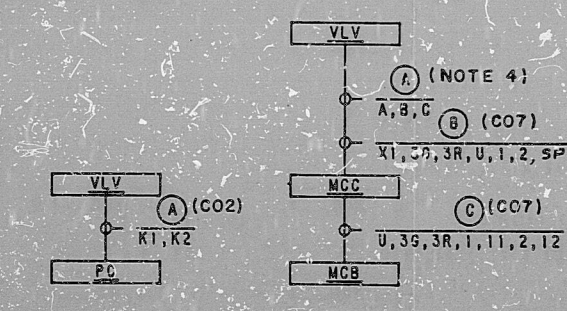 VLV
A (NOTE 4)
A, B, C
B (C07)
X1, 3G, 3R, U, 1, 2, SP
VLV
MCC
A (C02)
C (C07)
K1, K2
U, 3G, 3R, 1, 11, 2, 12
PC
MCB